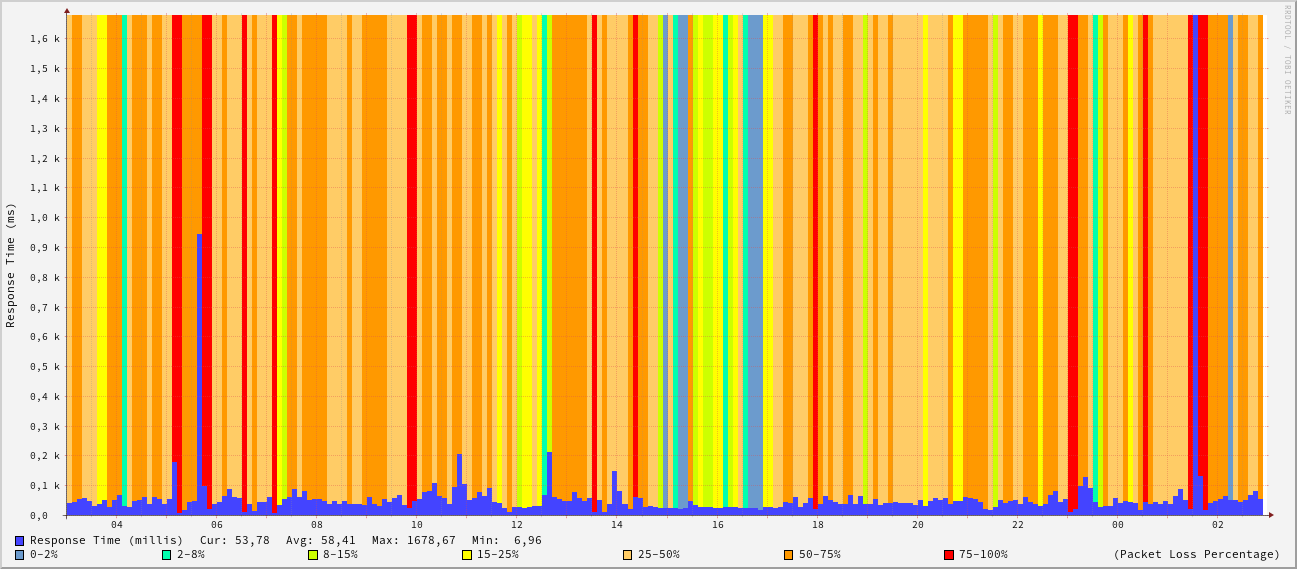 RRDTOOL / TOBI OETIKER
Response Time (ms)
1,6 k
1,5 k
1,4 k
1,3 k
1,2 k
1,1 k
1,0 k
0,9 k
0,8 k
0,7 k
0,6 k
0,5 k
0,4 k
0,3 k
0,2 k
0,1 k
0,0
04 06 08 10 12 14 16 18 20 22 00 02
Response Time (millis) Cur: 53,78 Avg: 58,41 Max: 1678,67 Min: 6,96
0-2% 2-8% 8-15% 15-25% 25-50% 50-75% 75-100% (Packet Loss Percentage)